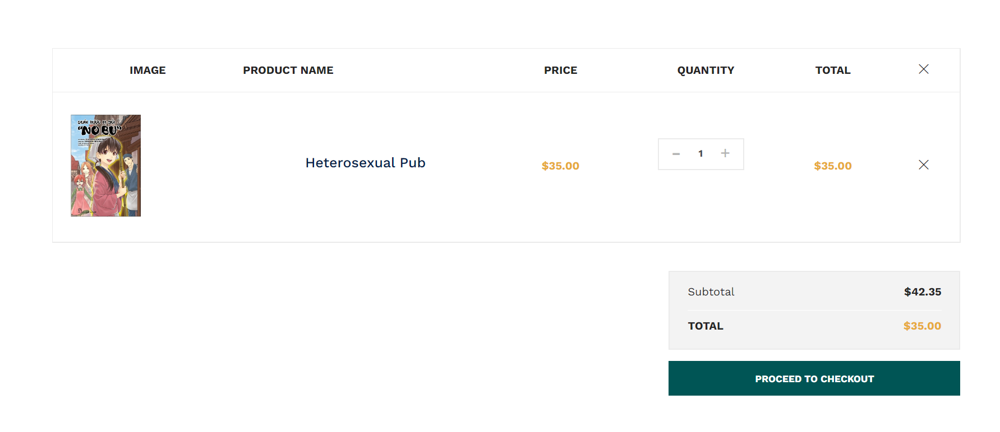 IMAGE PRODUCT NAME PRICE QUANTITY TOTAL
QUÁN RƯỢU DỊ GIỚI
"NOBU"
Heterosexual Pub $35.00 1 $35.00
Subtotal $42.35
TOTAL $35.00
PROCEED TO CHECKOUT